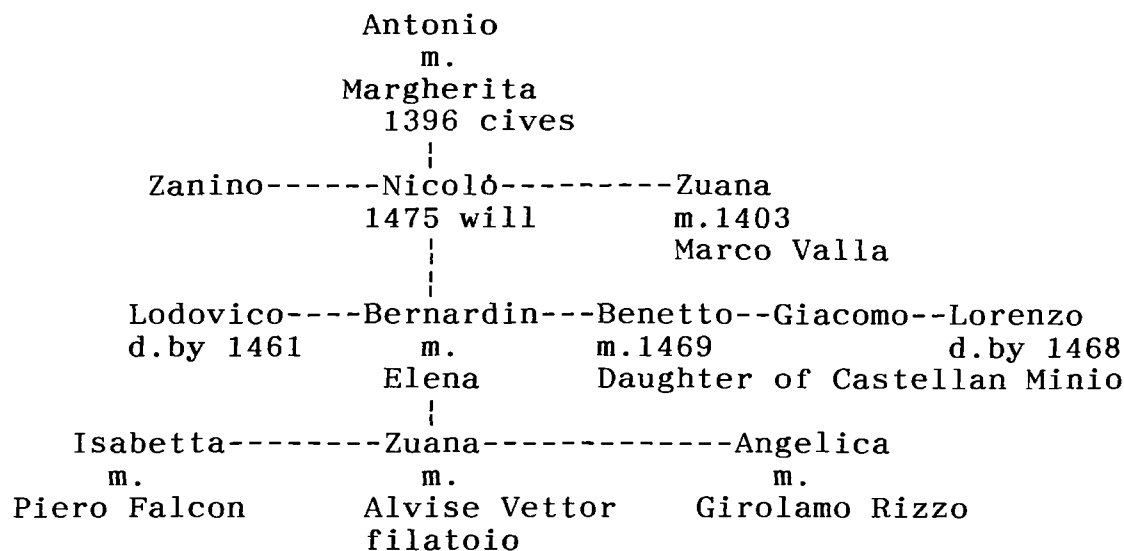 Antonio
m.
Margherita
1396 cives
Zanino------Nicoló---------Zuana
1475 will m.1403
Marco Valla
Lodovico----Bernardin---Benetto--Giacomo--Lorenzo
d.by 1461 m. m.1469 d.by 1468
Elena Daughter of Castellan Minio
Isabetta--------Zuana-------------Angelica
m. m. m.
Piero Falcon Alvise Vettor Girolamo Rizzo
filatoio